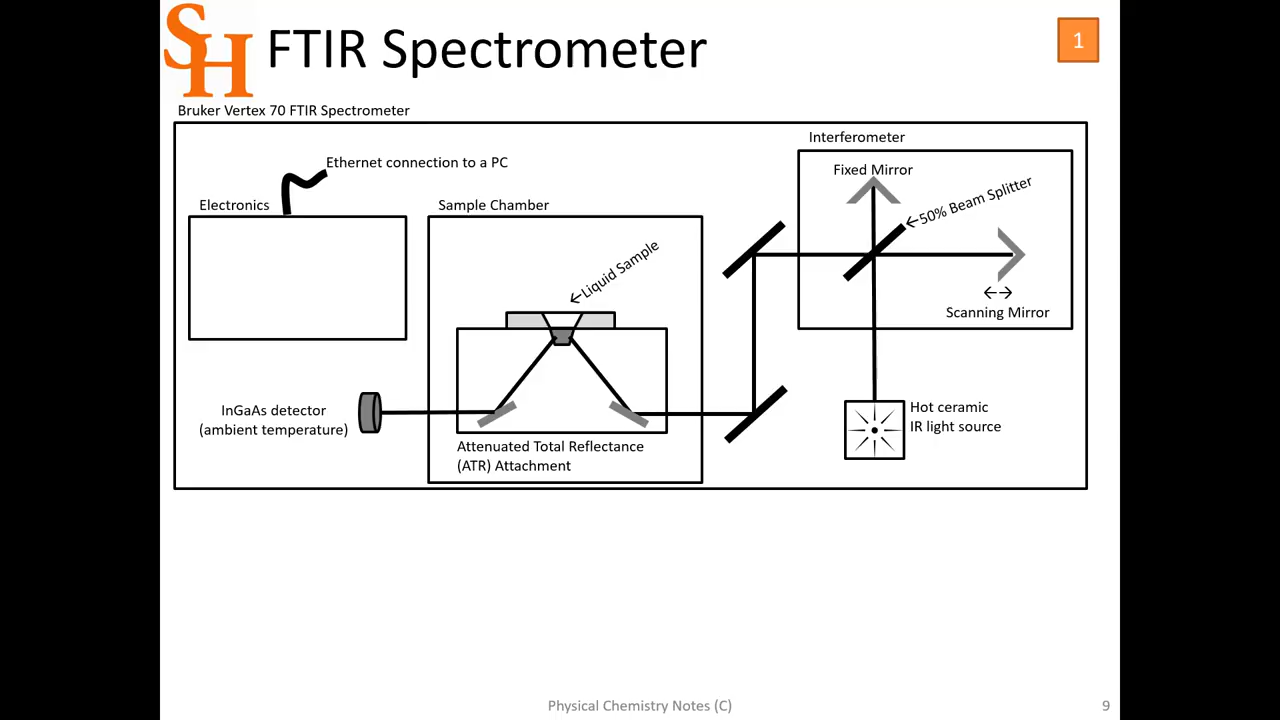 SH
FTIR Spectrometer
1
Bruker Vertex 70 FTIR Spectrometer
Interferometer
Ethernet connection to a PC
Fixed Mirror
←50% Beam Splitter
Electronics
Sample Chamber
←Liquid Sample
←→
Scanning Mirror
InGaAs detector
(ambient temperature)
Hot ceramic
IR light source
Attenuated Total Reflectance
(ATR) Attachment
Physical Chemistry Notes (C)
9